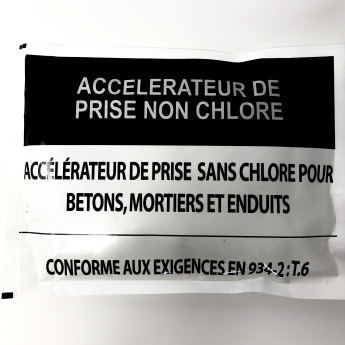 ACCELERATEUR DE
PRISE NON CHLORE
ACCÉLÉRATEUR DE PRISE SANS CHLORE POUR
BETONS, MORTIERS ET ENDUITS
CONFORME AUX EXIGENCES EN 934-2 : T.6